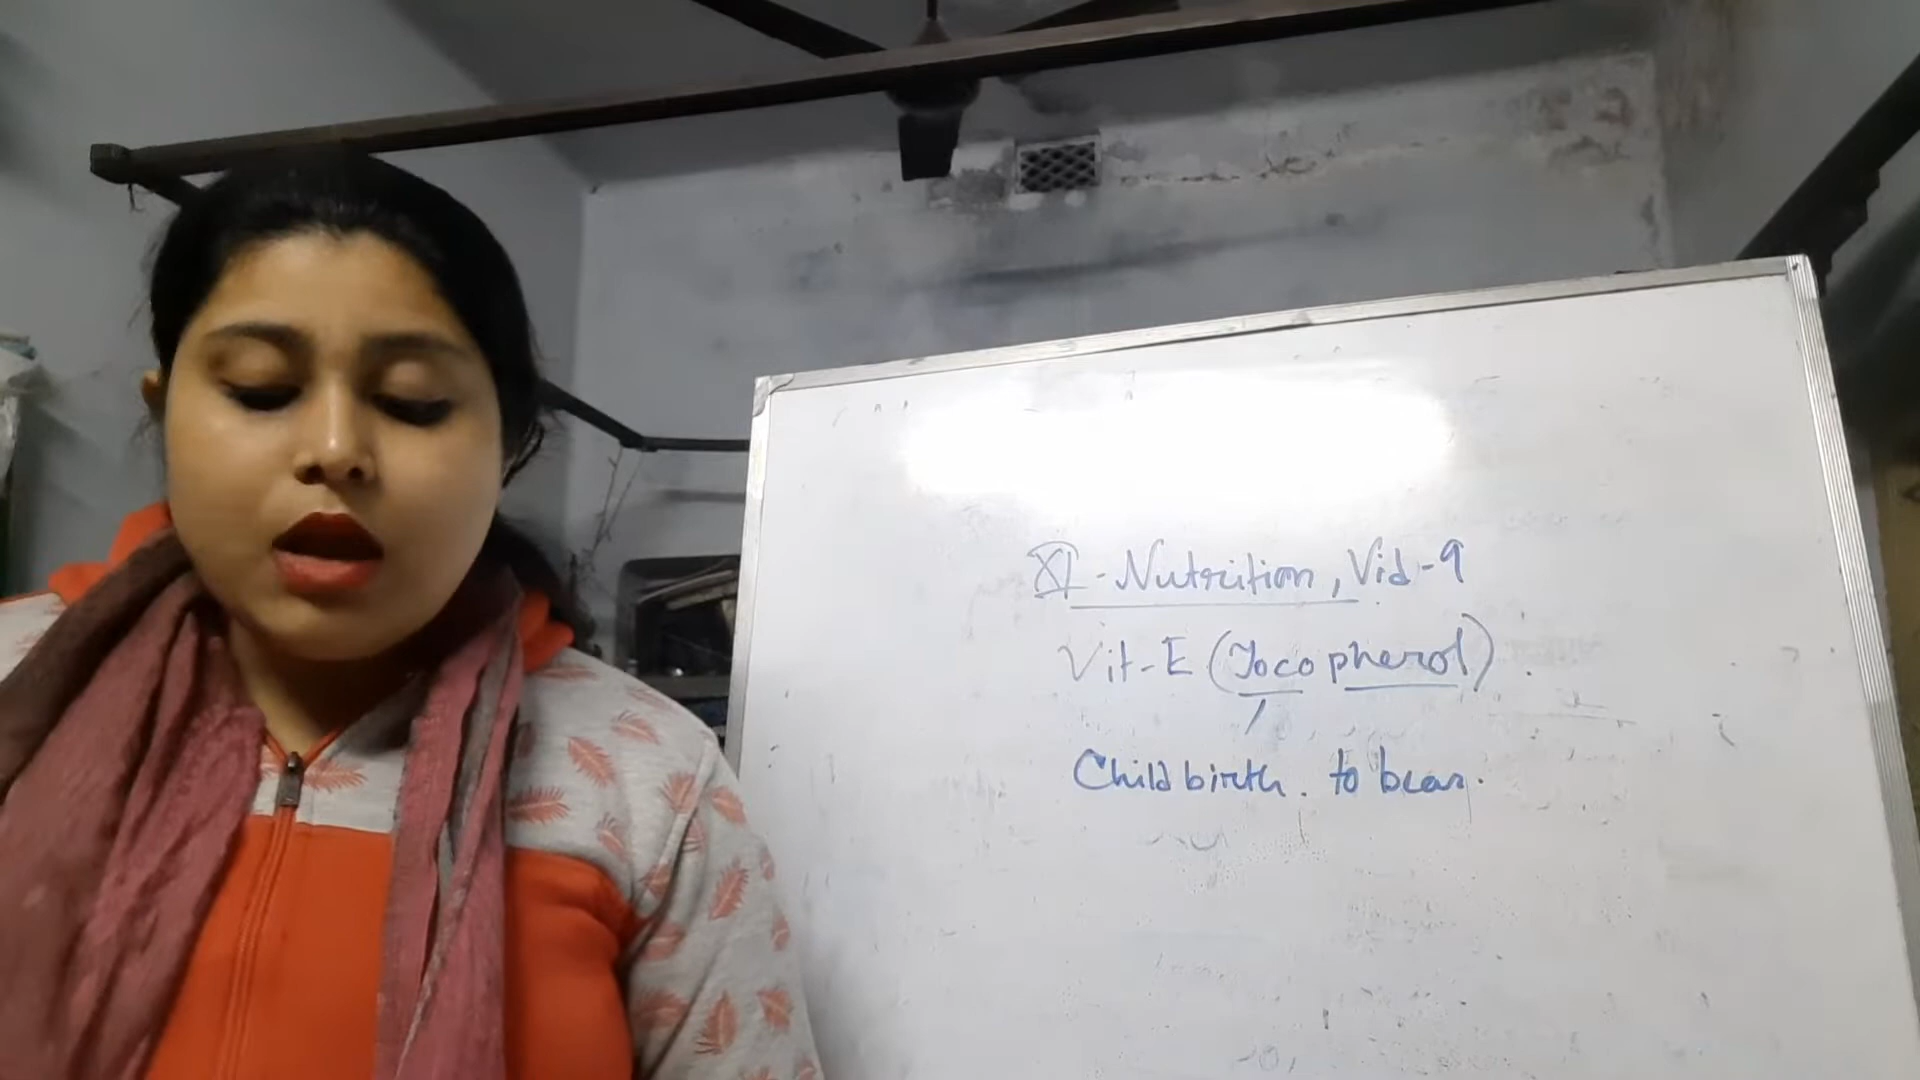 XI - Nutrition, Vid-9
Vit-E (Tocopherol)
Child birth. to bear.